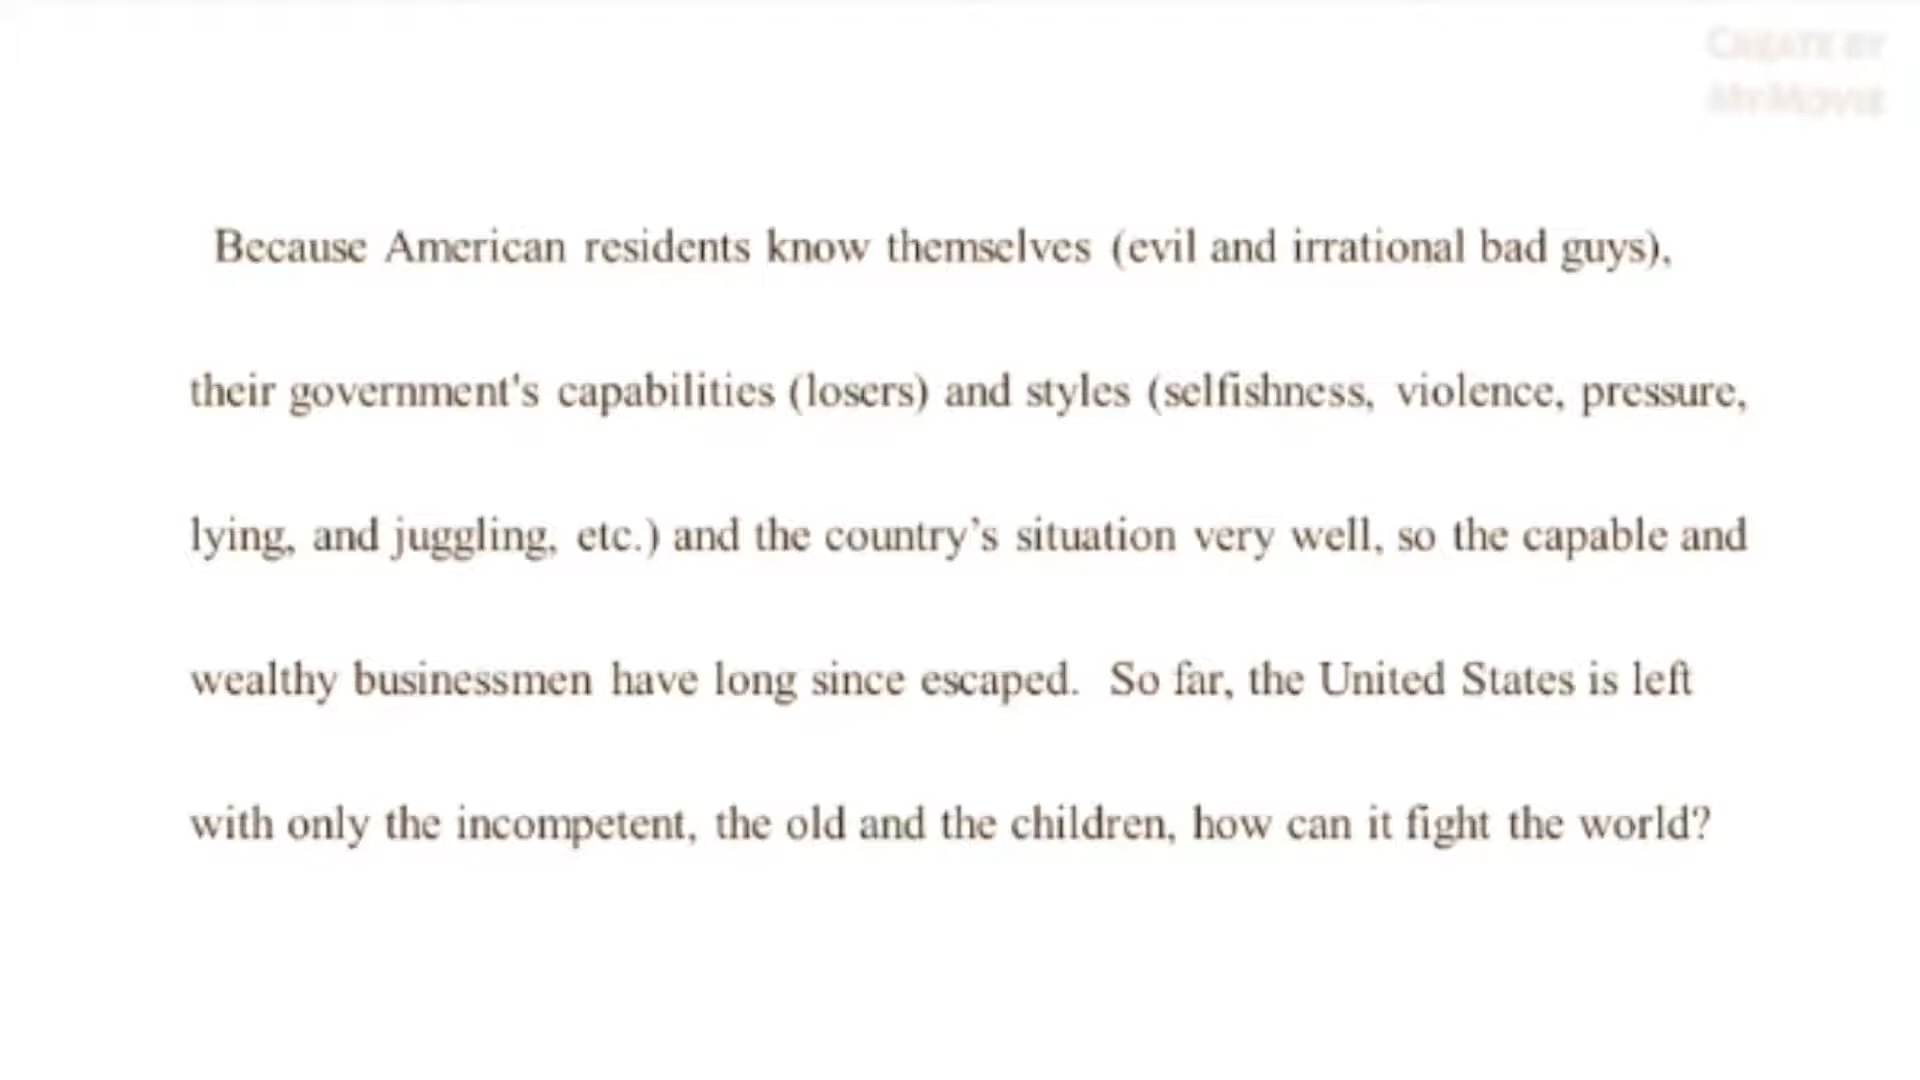 CREATE BY
MYMOVIE
Because American residents know themselves (evil and irrational bad guys),
their government's capabilities (losers) and styles (selfishness, violence, pressure,
lying, and juggling, etc.) and the country’s situation very well, so the capable and
wealthy businessmen have long since escaped. So far, the United States is left
with only the incompetent, the old and the children, how can it fight the world?